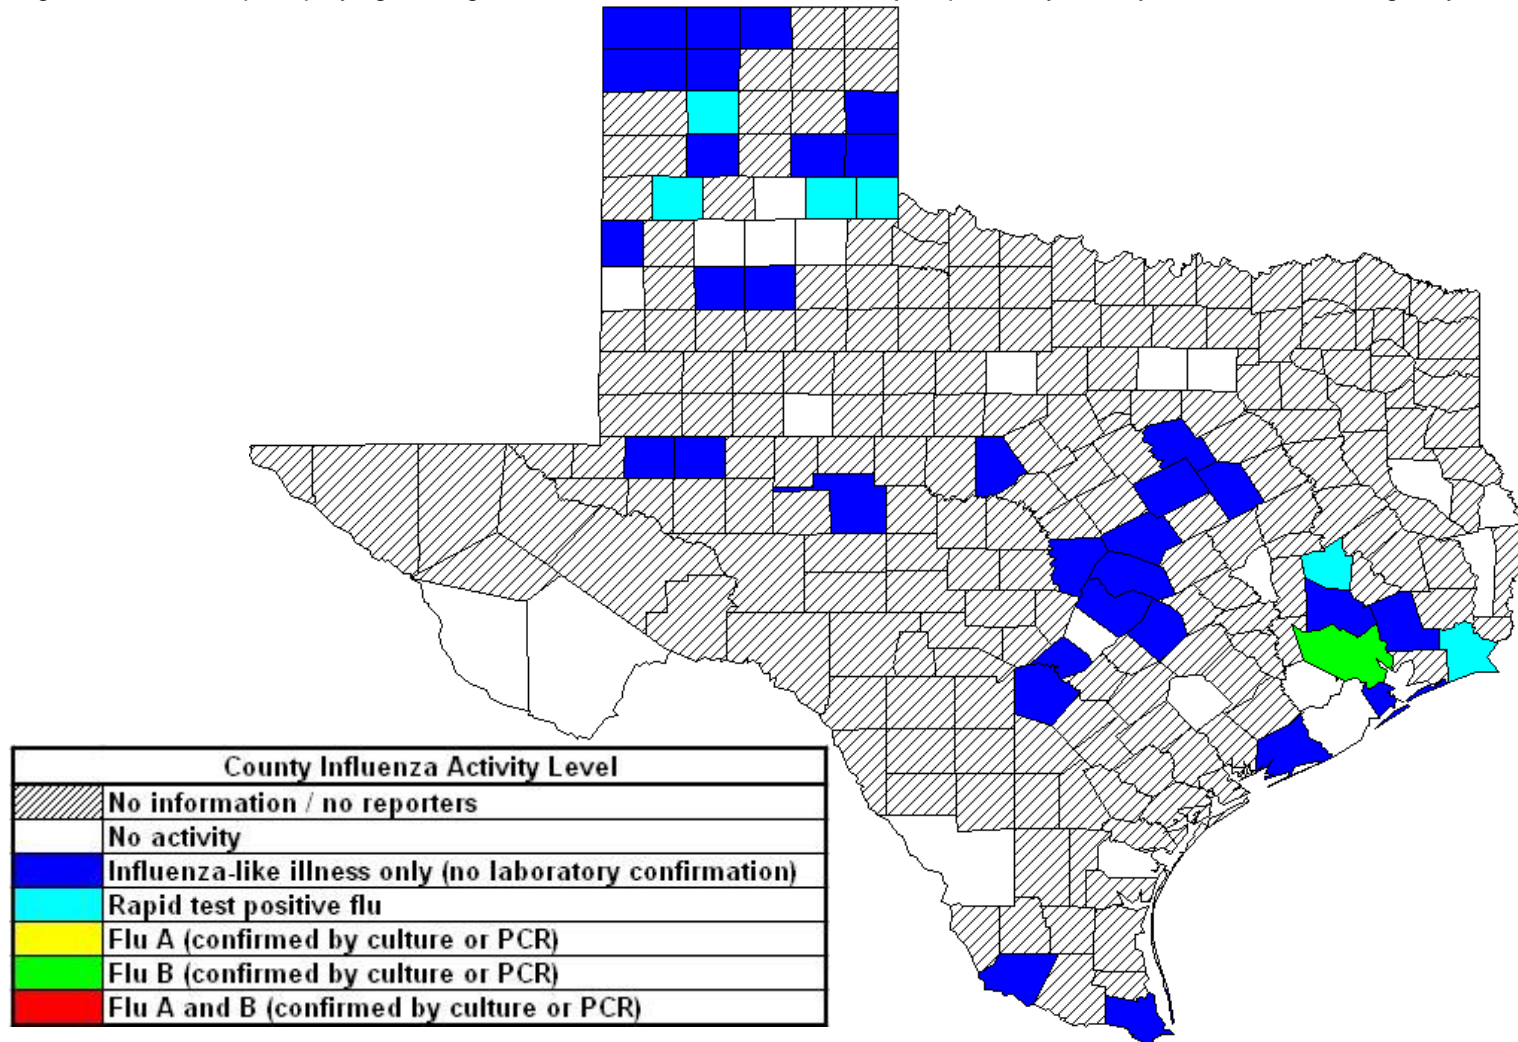 County Influenza Activity Level
No information / no reporters
No activity
Influenza-like illness only (no laboratory confirmation)
Rapid test positive flu
Flu A (confirmed by culture or PCR)
Flu B (confirmed by culture or PCR)
Flu A and B (confirmed by culture or PCR)